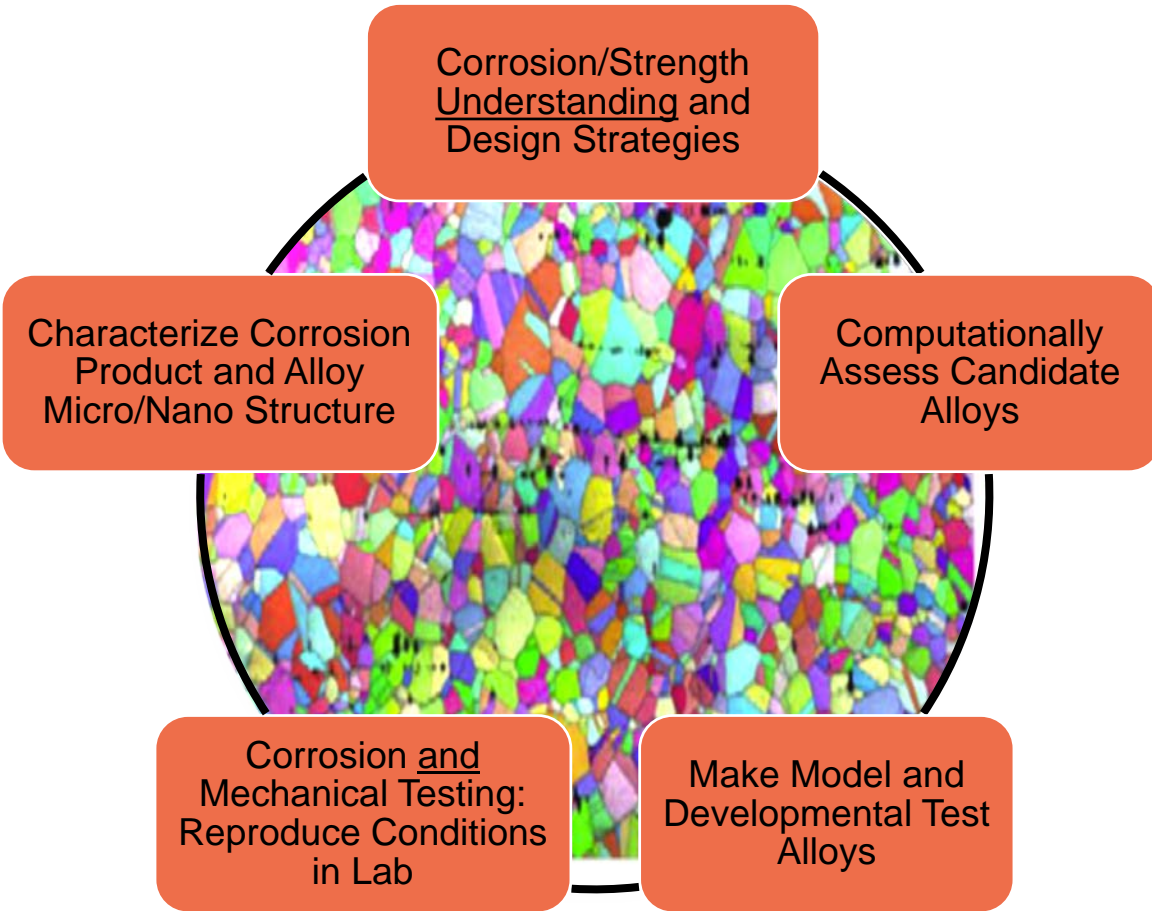 Corrosion/Strength
Understanding and
Design Strategies
Characterize Corrosion
Product and Alloy
Micro/Nano Structure
Computationally
Assess Candidate
Alloys
Corrosion and
Mechanical Testing:
Reproduce Conditions
in Lab
Make Model and
Developmental Test
Alloys